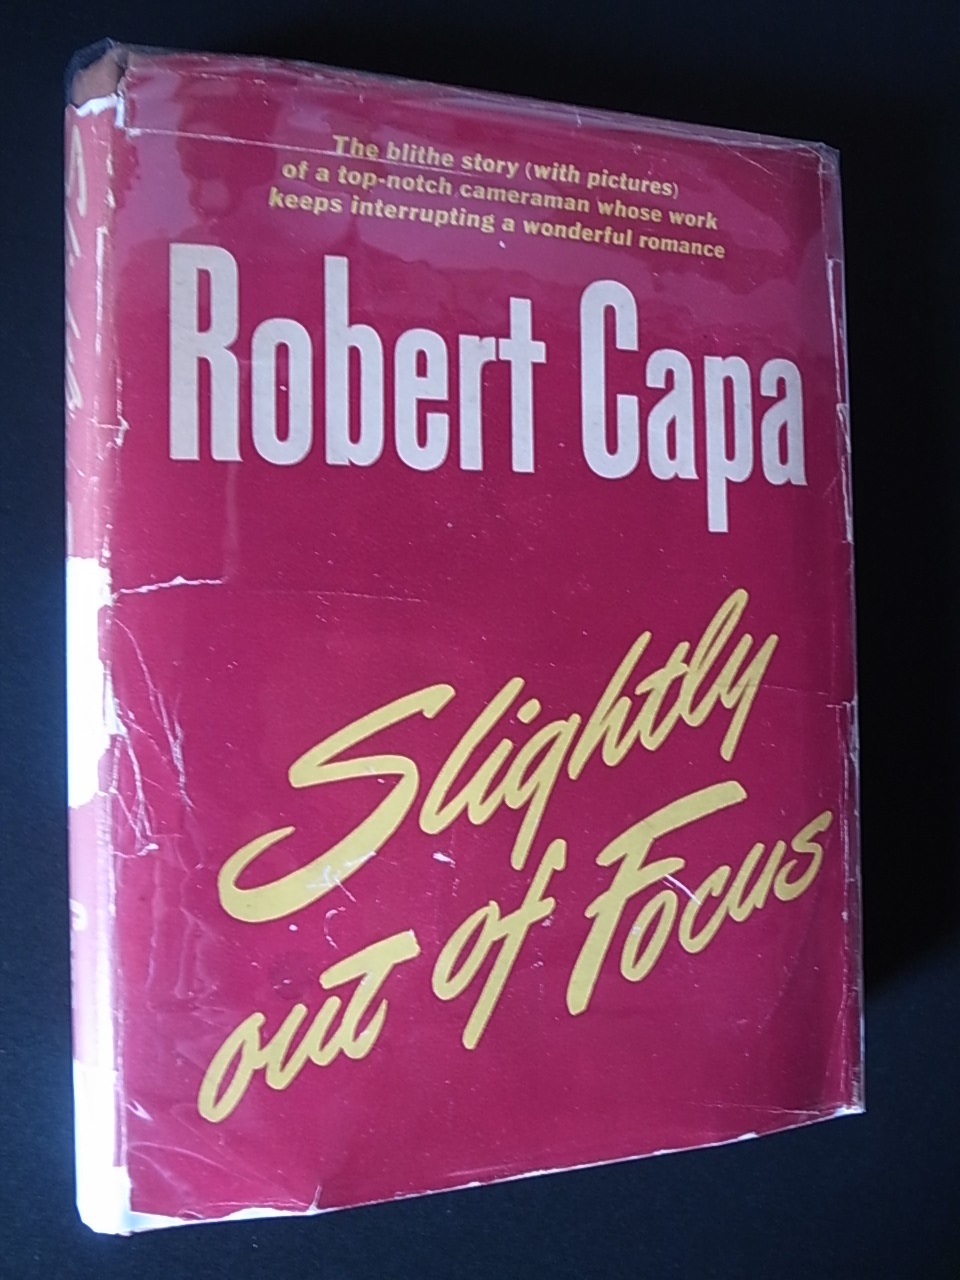 The blithe story (with pictures)
of a top-notch cameraman whose work
keeps interrupting a wonderful romance
Robert Capa
Slightly
out of Focus